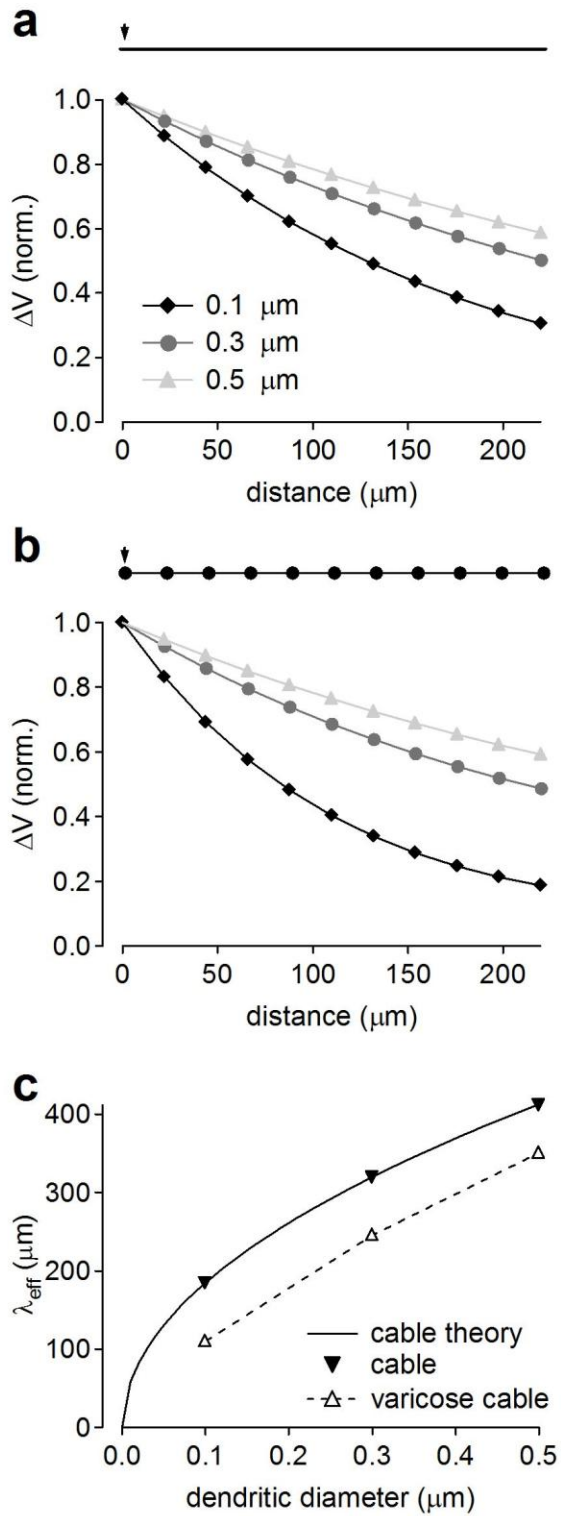 a
1.0
0.8
0.6
0.4
0.2
0.0
ΔV (norm.)
0.1 μm
0.3 μm
0.5 μm
0 50 100 150 200
distance (μm)
b
1.0
0.8
0.6
0.4
0.2
0.0
ΔV (norm.)
0 50 100 150 200
distance (μm)
c
400
300
200
100
0
λeff (μm)
cable theory
cable
varicose cable
0.0 0.1 0.2 0.3 0.4 0.5
dendritic diameter (μm)